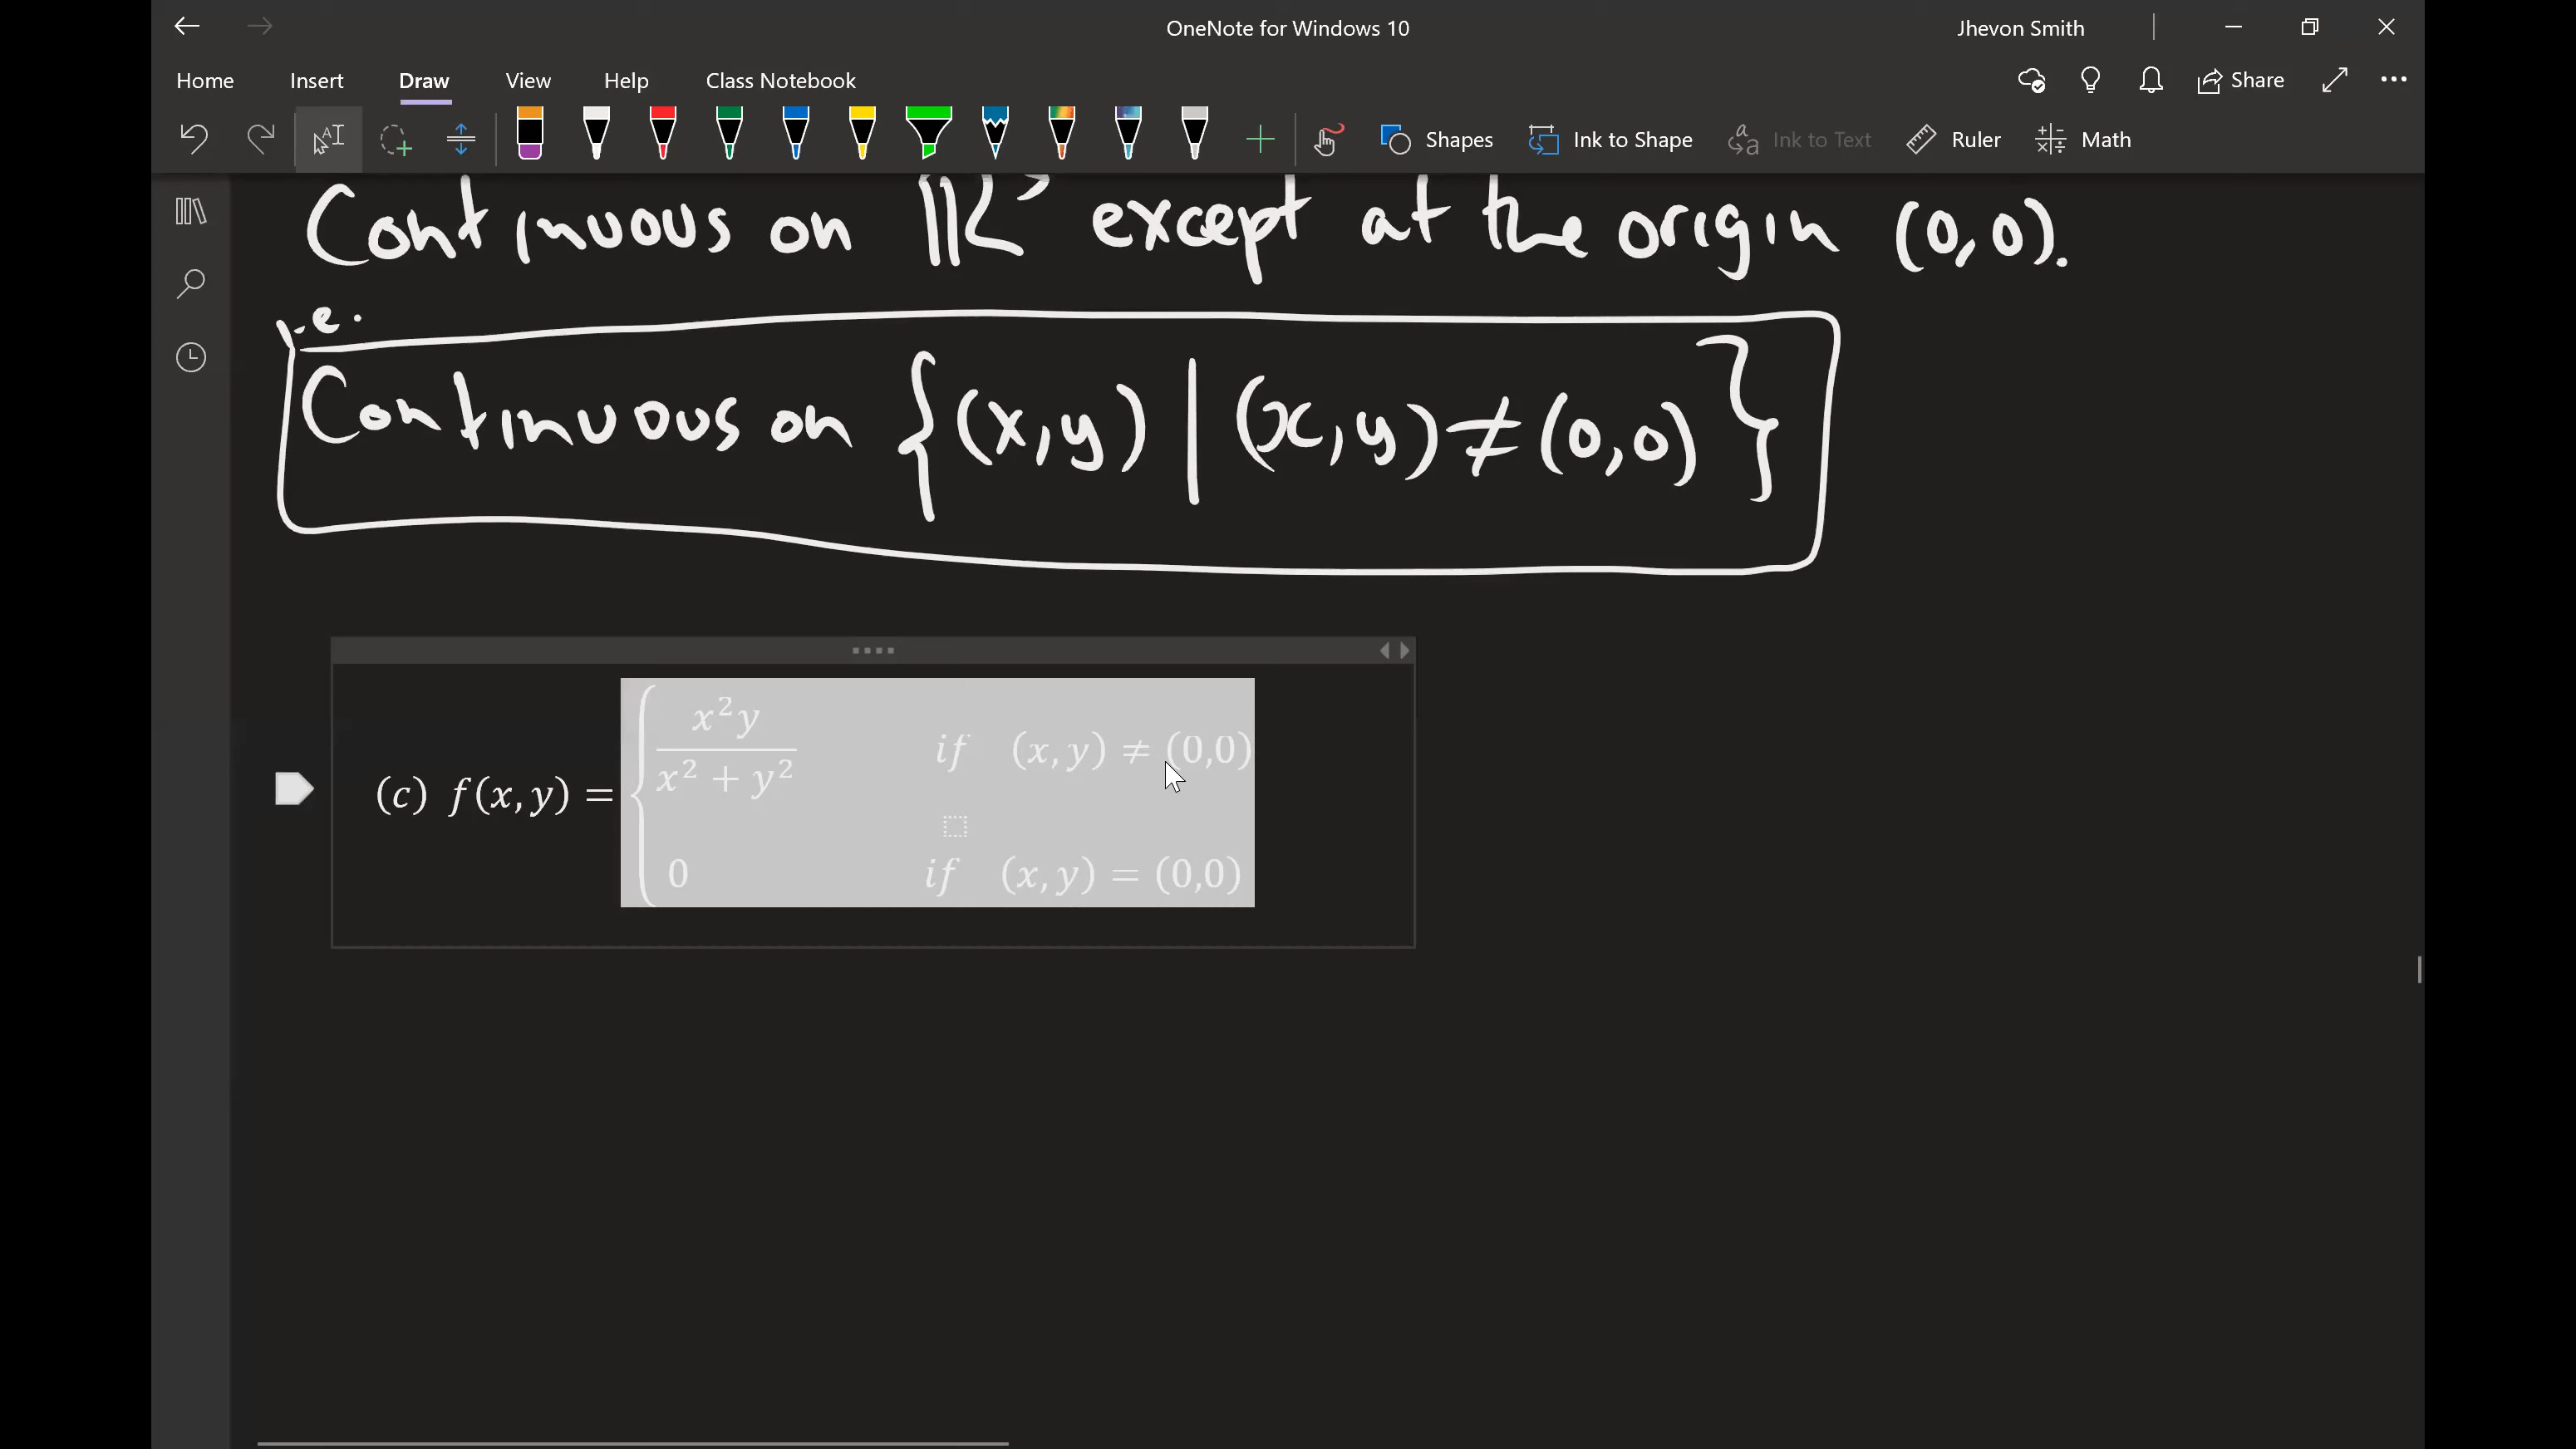 OneNote for Windows 10
Jhevon Smith
Home Insert Draw View Help Class Notebook Share
Shapes Ink to Shape Ink to Text Ruler Math
Continuous on except at the origin (0,0).
i.e.
Continuous on {(x,y) | (x,y) ≠ (0,0)}
x²y
if (x,y) ≠ (0,0)
x² + y²
(c) f(x,y) = {
0 if (x,y) = (0,0)